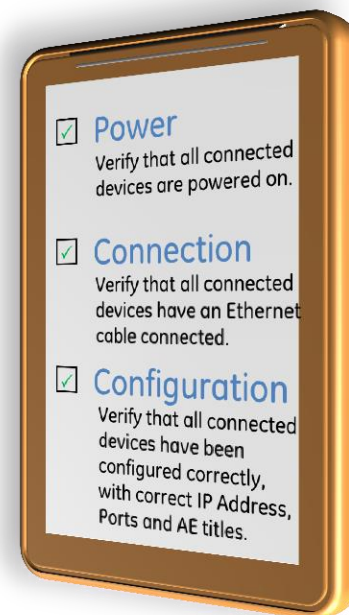 Power
Verify that all connected
devices are powered on.
Connection
Verify that all connected
devices have an Ethernet
cable connected.
Configuration
Verify that all connected
devices have been
configured correctly,
with correct IP Address,
Ports and AE titles.